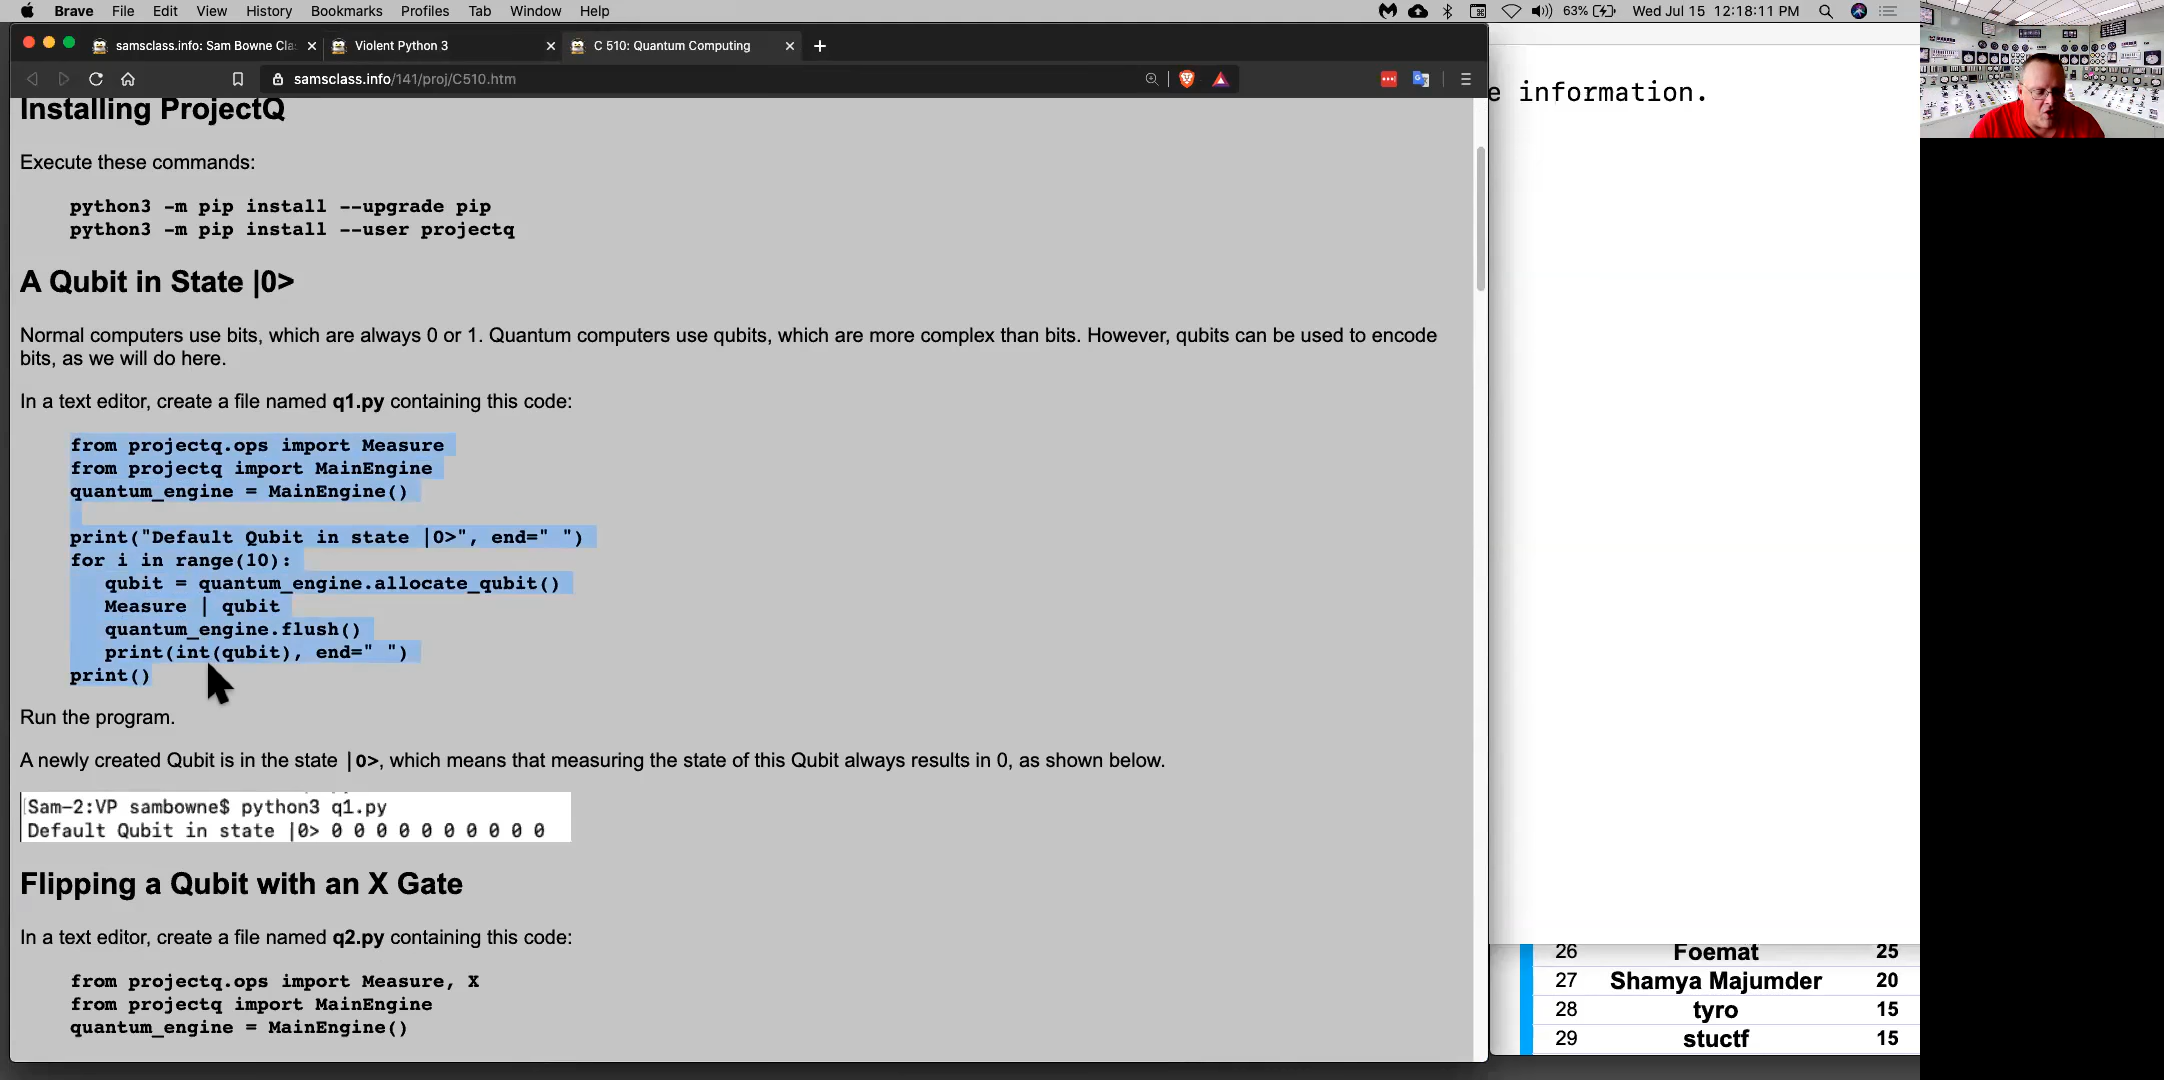 Brave File Edit View History Bookmarks Profiles Tab Window Help 63% Wed Jul 15 12:18:11 PM
samsclass.info: Sam Bowne Cla
Violent Python 3
C 510: Quantum Computing
samsclass.info/141/proj/C510.htm
e information.
Installing ProjectQ
Execute these commands:
python3 -m pip install --upgrade pip
python3 -m pip install --user projectq
A Qubit in State |0>
Normal computers use bits, which are always 0 or 1. Quantum computers use qubits, which are more complex than bits. However, qubits can be used to encode
bits, as we will do here.
In a text editor, create a file named q1.py containing this code:
from projectq.ops import Measure
from projectq import MainEngine
quantum_engine = MainEngine()
print("Default Qubit in state |0>", end=" ")
for i in range(10):
   qubit = quantum_engine.allocate_qubit()
   Measure | qubit
   quantum_engine.flush()
   print(int(qubit), end=" ")
print()
Run the program.
A newly created Qubit is in the state |0>, which means that measuring the state of this Qubit always results in 0, as shown below.
[Sam-2:VP sambowne$ python3 q1.py
Default Qubit in state |0> 0 0 0 0 0 0 0 0 0 0
Flipping a Qubit with an X Gate
In a text editor, create a file named q2.py containing this code:
from projectq.ops import Measure, X
from projectq import MainEngine
quantum_engine = MainEngine()
26 Foemat 25
27 Shamya Majumder 20
28 tyro 15
29 stuctf 15